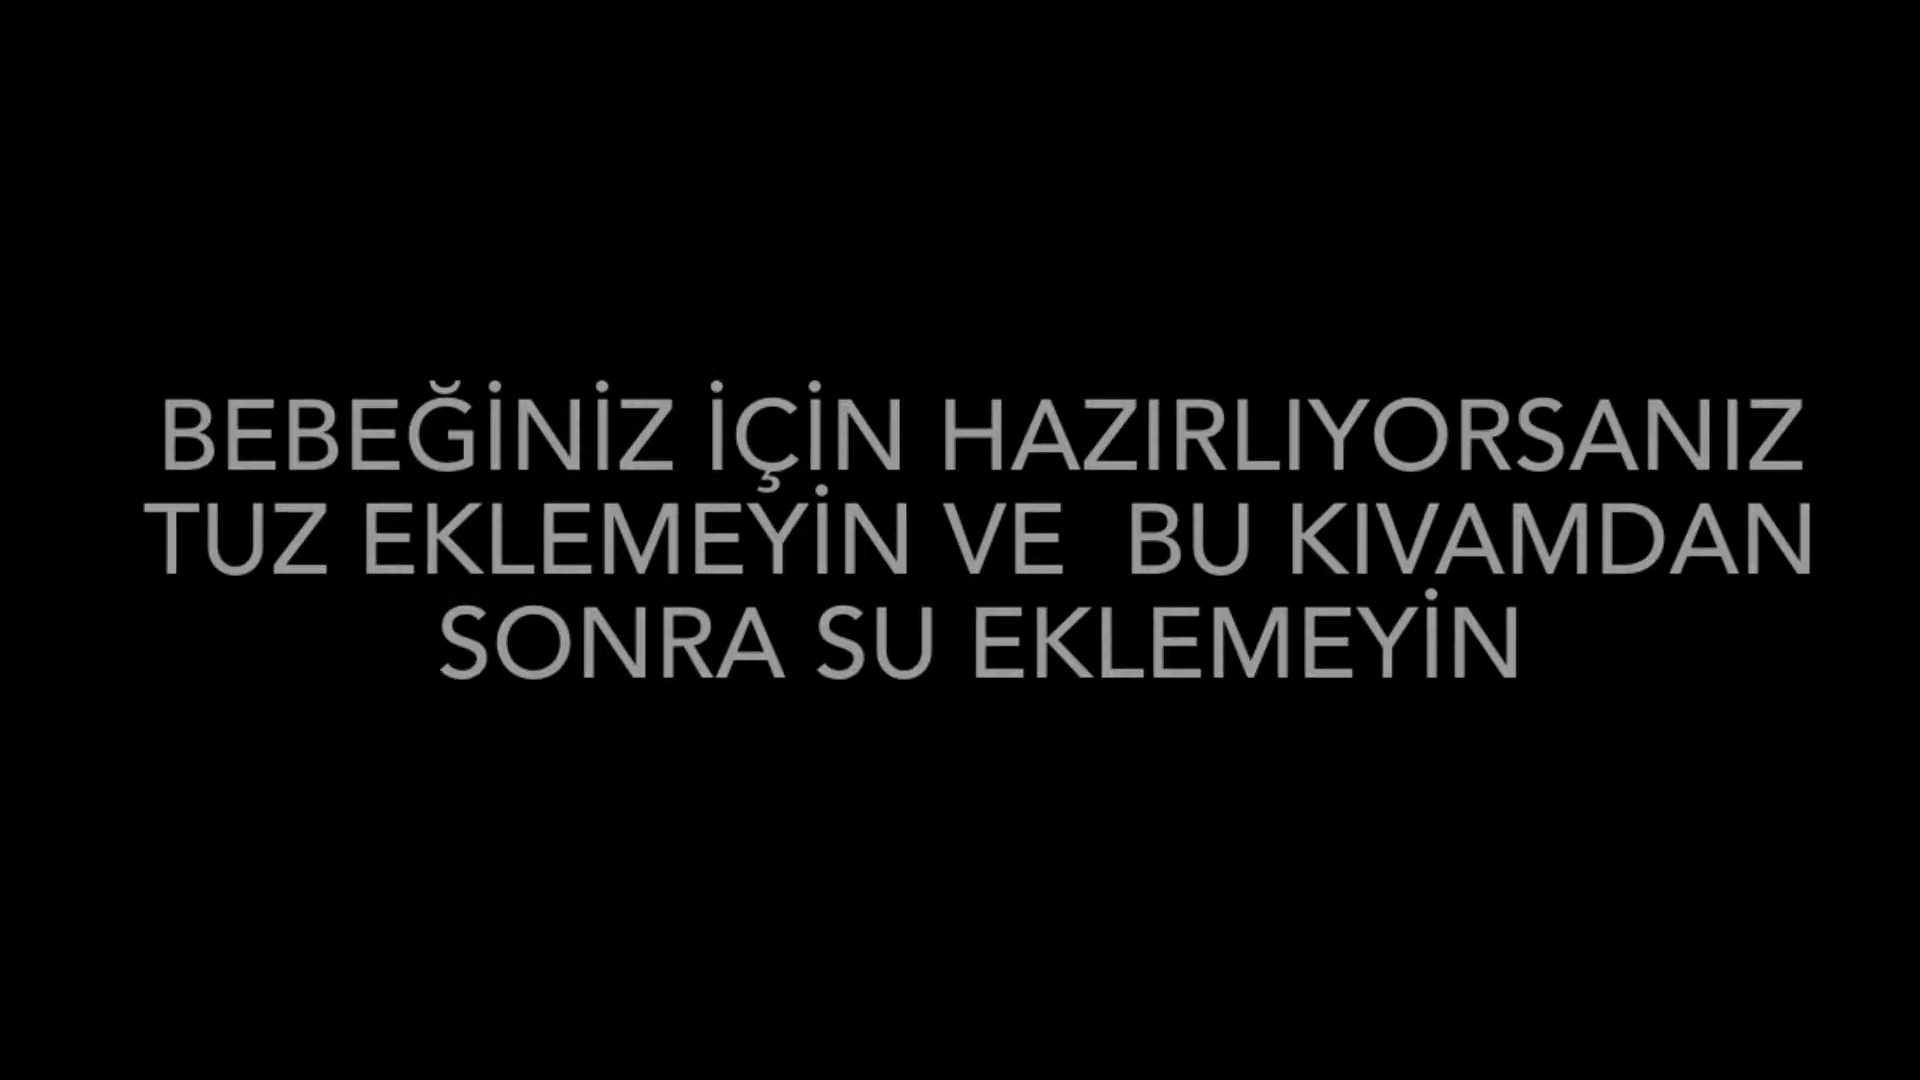 BEBEĞİNİZ İÇİN HAZIRLIYORSANIZ
TUZ EKLEMEYİN VE  BU KIVAMDAN
SONRA SU EKLEMEYİN